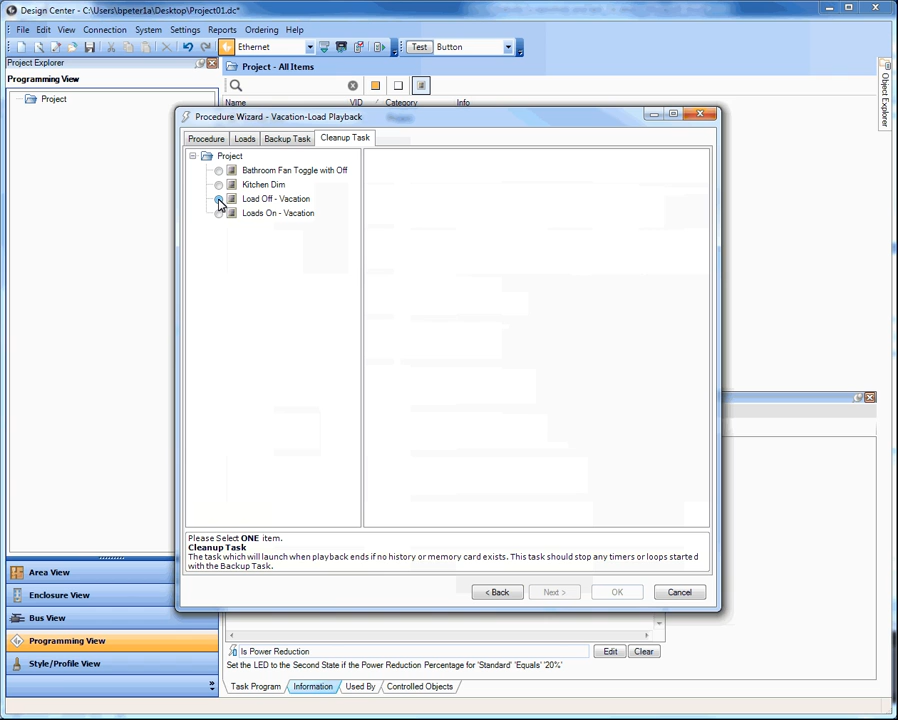 Design Center - C:\Users\bpeter1a\Desktop\Project01.dc*
File Edit View Connection System Settings Reports Ordering Help
Ethernet Test Button
Project Explorer
Programming View
Project
Project - All Items
Name VID Category Info
Object Explorer
Procedure Wizard - Vacation-Load Playback
Procedure Loads Backup Task Cleanup Task
Project
Bathroom Fan Toggle with Off
Kitchen Dim
Load Off - Vacation
Loads On - Vacation
Please Select ONE item.
Cleanup Task
The task which will launch when playback ends if no history or memory card exists. This task should stop any timers or loops started
with the Backup Task.
< Back Next > OK Cancel
Area View
Enclosure View
Bus View
Programming View
Style/Profile View
Is Power Reduction Edit Clear
Set the LED to the Second State if the Power Reduction Percentage for 'Standard' 'Equals' '20%'
Task Program Information Used By Controlled Objects